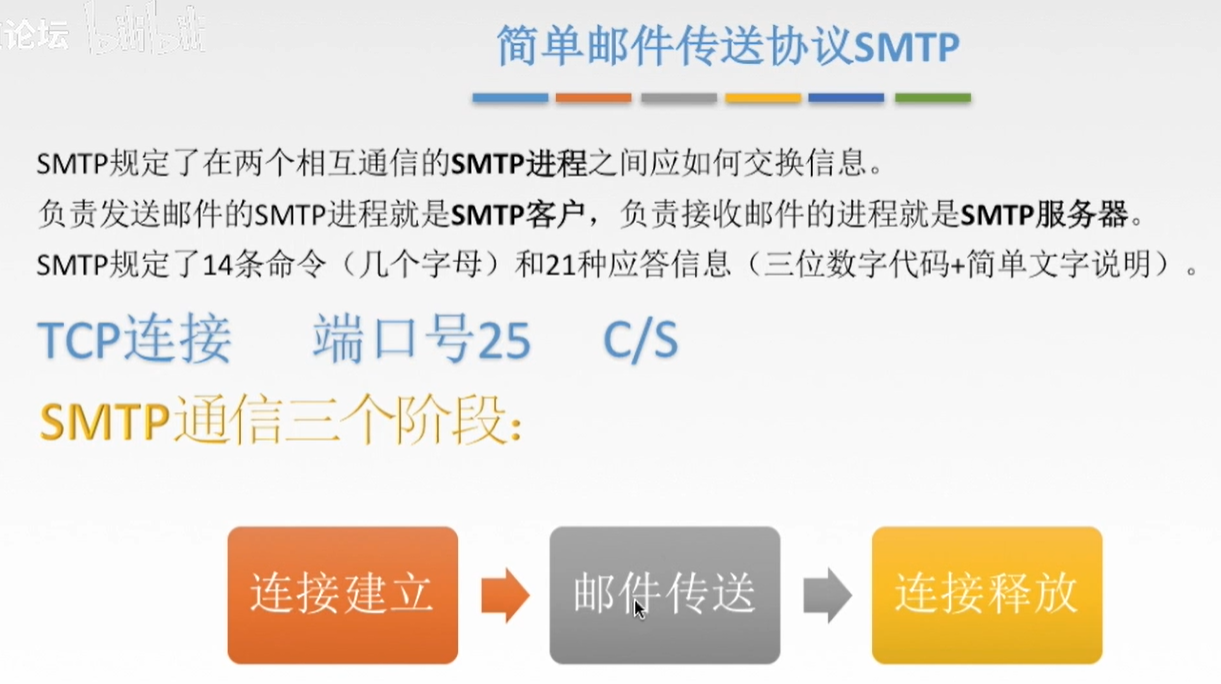 论坛 bilibili
简单邮件传送协议SMTP
SMTP规定了在两个相互通信的SMTP进程之间应如何交换信息。
负责发送邮件的SMTP进程就是SMTP客户，负责接收邮件的进程就是SMTP服务器。
SMTP规定了14条命令（几个字母）和21种应答信息（三位数字代码+简单文字说明）。
TCP连接 端口号25 C/S
SMTP通信三个阶段:
连接建立 邮件传送 连接释放